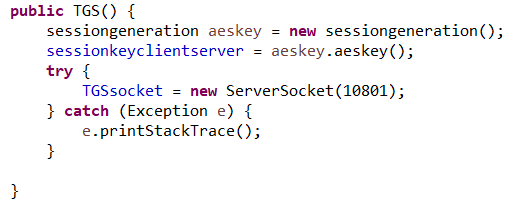 public TGS() {
    sessiongeneration aeskey = new sessiongeneration();
    sessionkeyclientserver = aeskey.aeskey();
    try {
        TGSsocket = new ServerSocket(10801);
    } catch (Exception e) {
        e.printStackTrace();
    }
}